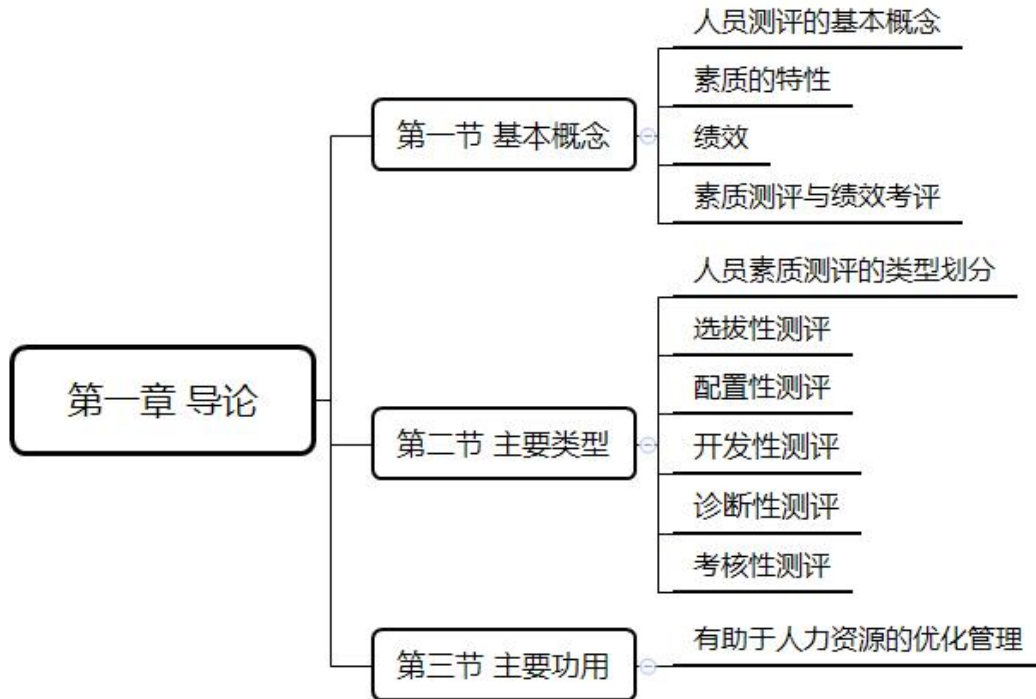 第一章 导论
第一节 基本概念
人员测评的基本概念
素质的特性
绩效
素质测评与绩效考评
第二节 主要类型
人员素质测评的类型划分
选拔性测评
配置性测评
开发性测评
诊断性测评
考核性测评
第三节 主要功用
有助于人力资源的优化管理